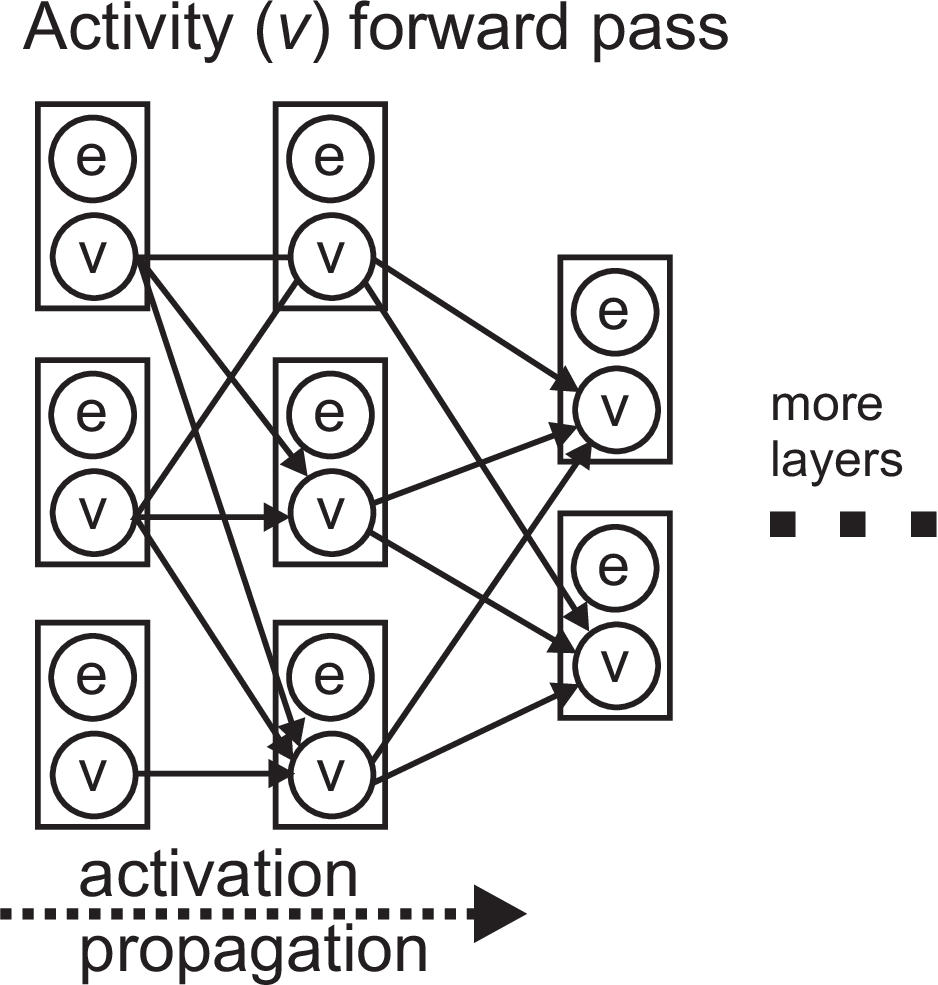 Activity (v) forward pass
e
v
e
v
e
v
e
v
e
v
e
v
e
v
e
v
more
layers
activation
propagation